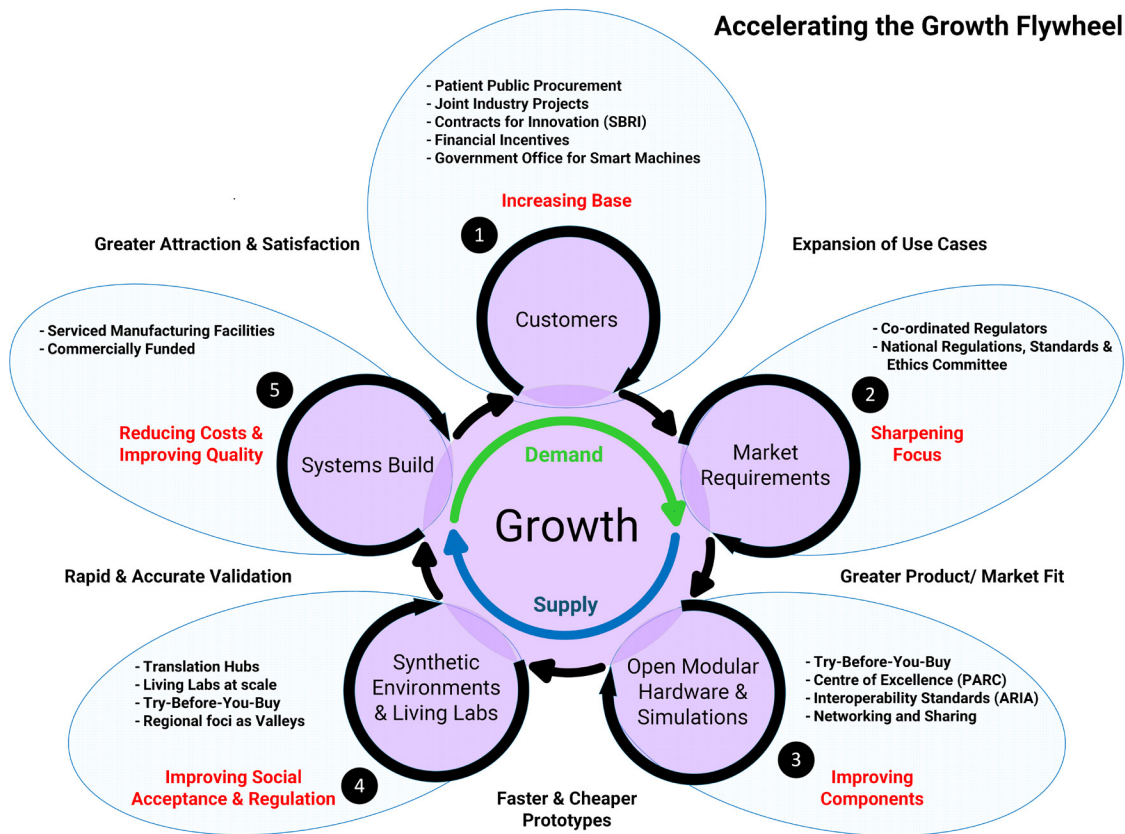 Accelerating the Growth Flywheel
- Patient Public Procurement
- Joint Industry Projects
- Contracts for Innovation (SBRI)
- Financial Incentives
- Government Office for Smart Machines
Increasing Base
1
Customers
Greater Attraction & Satisfaction
Expansion of Use Cases
- Co-ordinated Regulators
- National Regulations, Standards &
Ethics Committee
2
Sharpening
Focus
Market
Requirements
- Serviced Manufacturing Facilities
- Commercially Funded
5
Reducing Costs &
Improving Quality
Systems Build
Demand
Growth
Supply
Rapid & Accurate Validation
Greater Product/ Market Fit
- Translation Hubs
- Living Labs at scale
- Try-Before-You-Buy
- Regional foci as Valleys
Synthetic
Environments
& Living Labs
Improving Social
Acceptance & Regulation
4
Open Modular
Hardware &
Simulations
- Try-Before-You-Buy
- Centre of Excellence (PARC)
- Interoperability Standards (ARIA)
- Networking and Sharing
3
Improving
Components
Faster & Cheaper
Prototypes